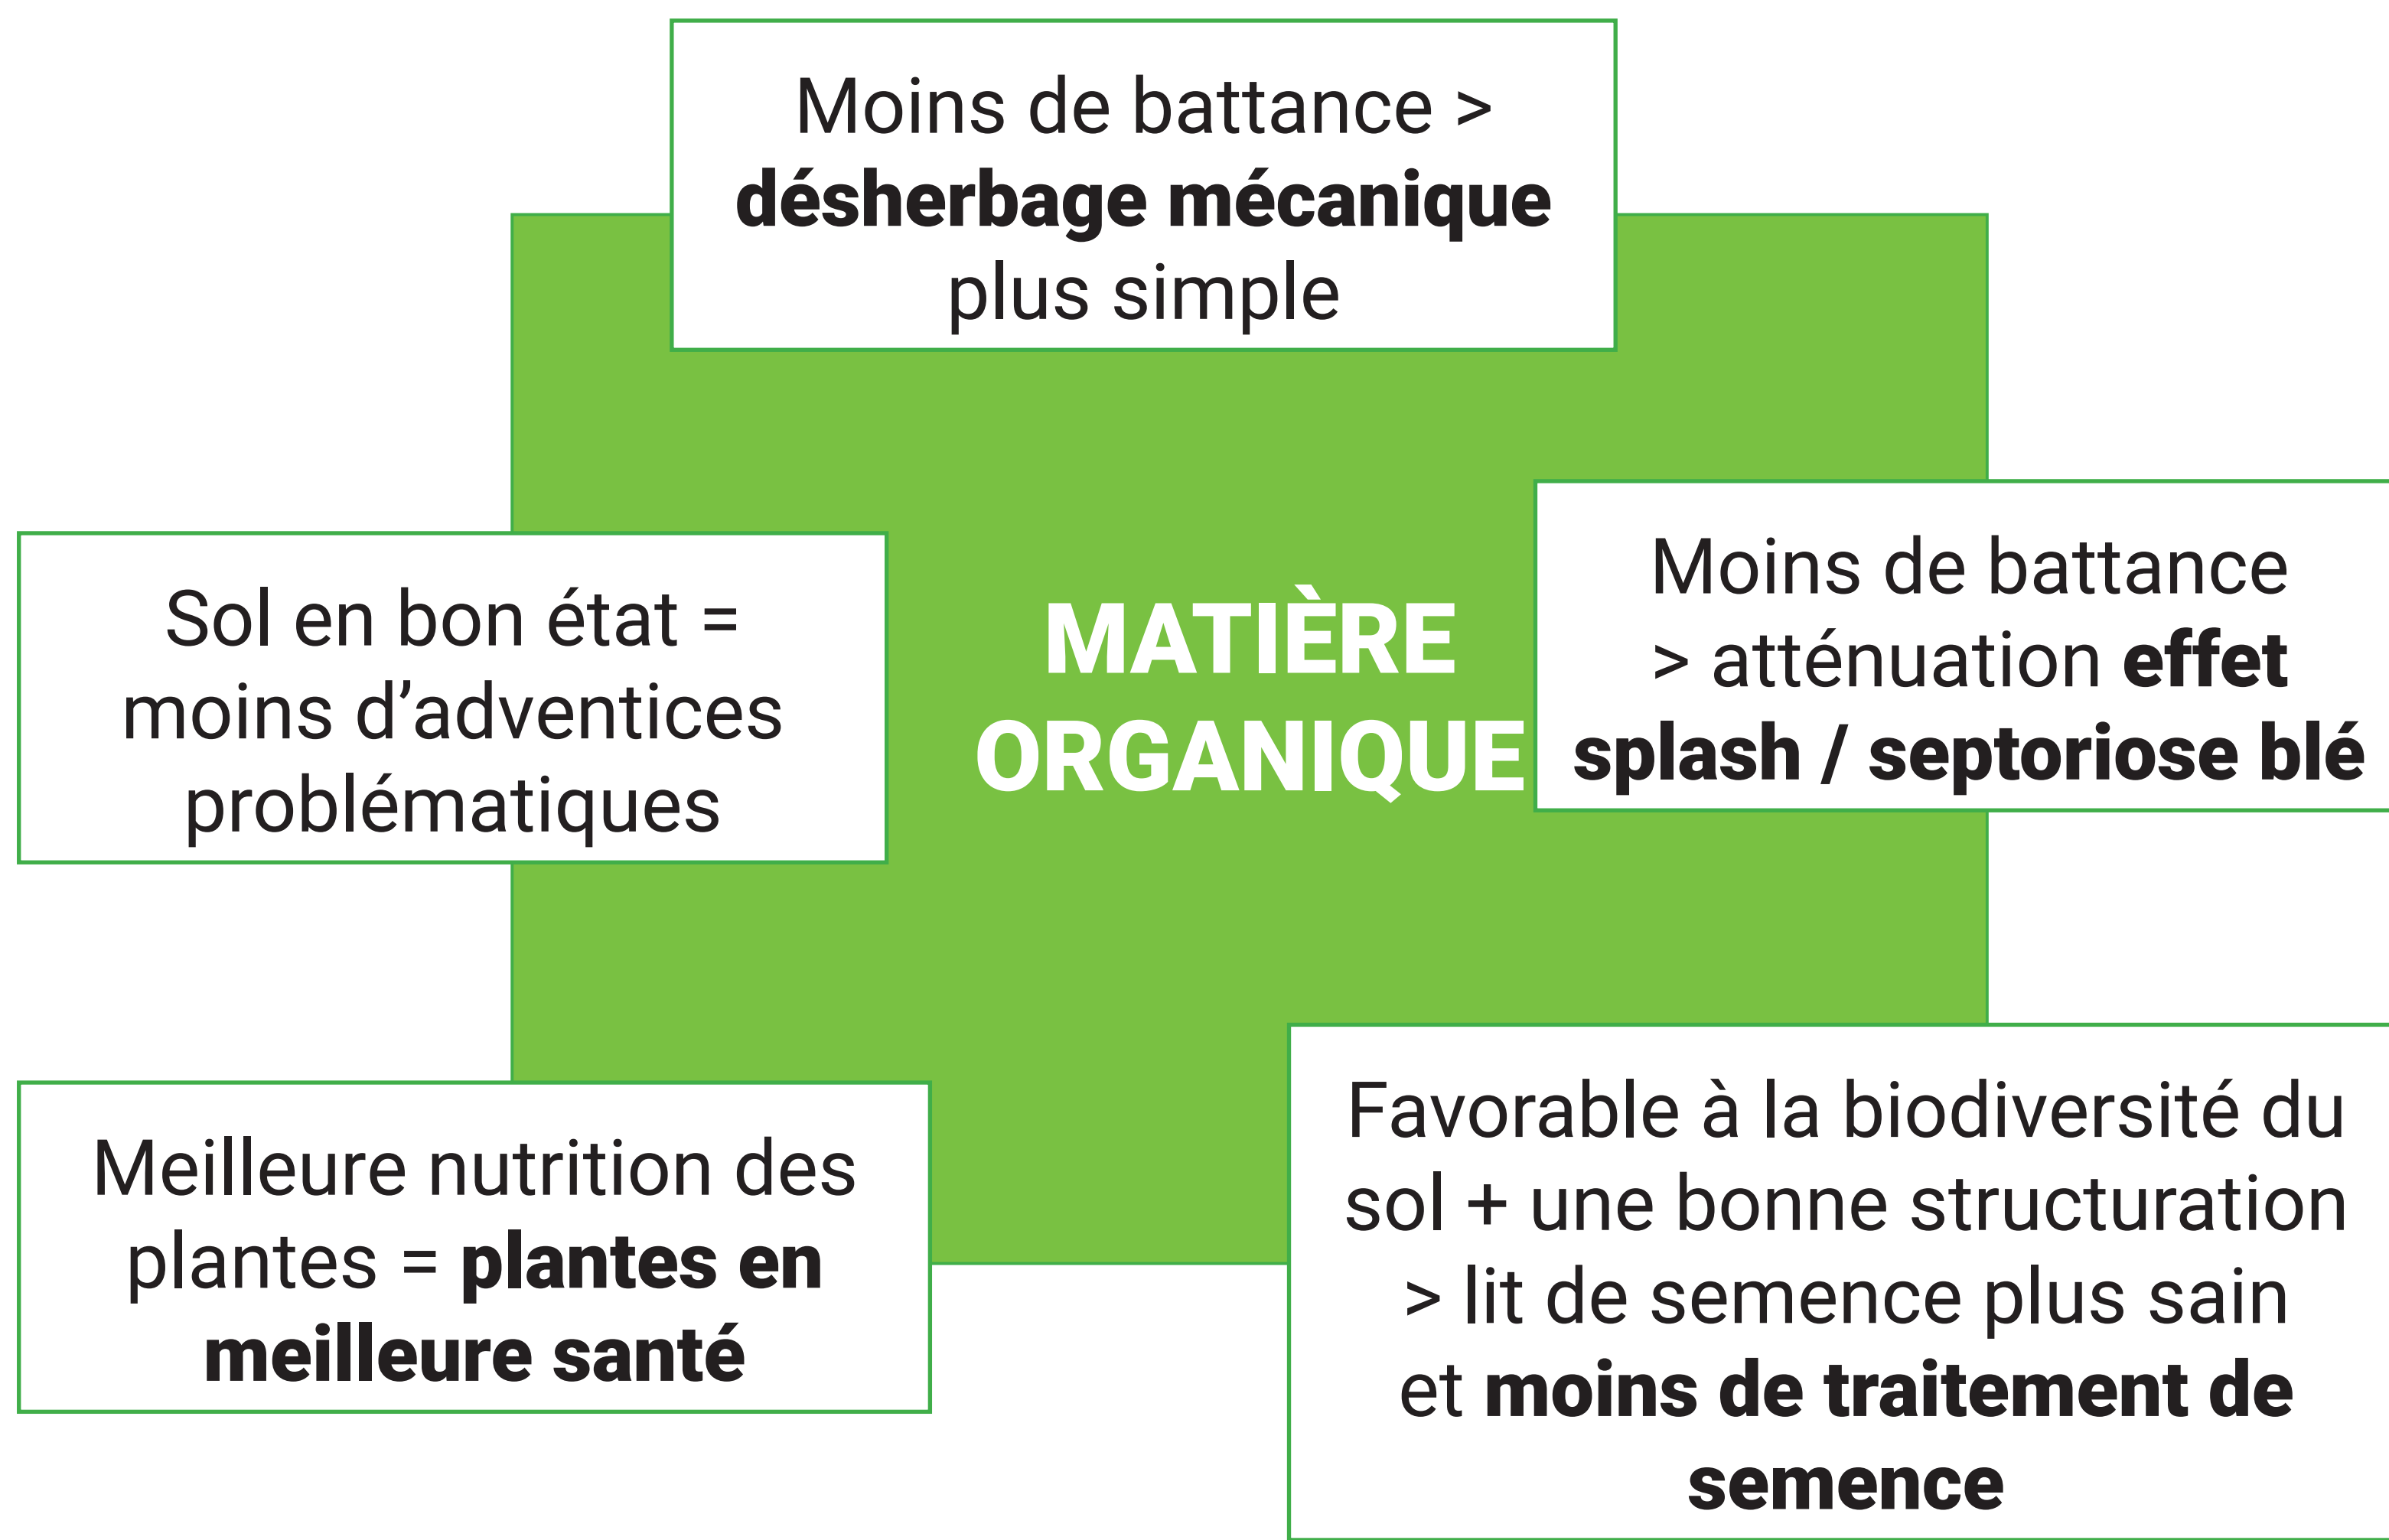 Moins de battance >
désherbage mécanique
plus simple
Sol en bon état =
moins d’adventices
problématiques
MATIÈRE
ORGANIQUE
Moins de battance
> atténuation effet
splash / septoriose blé
Meilleure nutrition des
plantes = plantes en
meilleure santé
Favorable à la biodiversité du
sol + une bonne structuration
> lit de semence plus sain
et moins de traitement de
semence